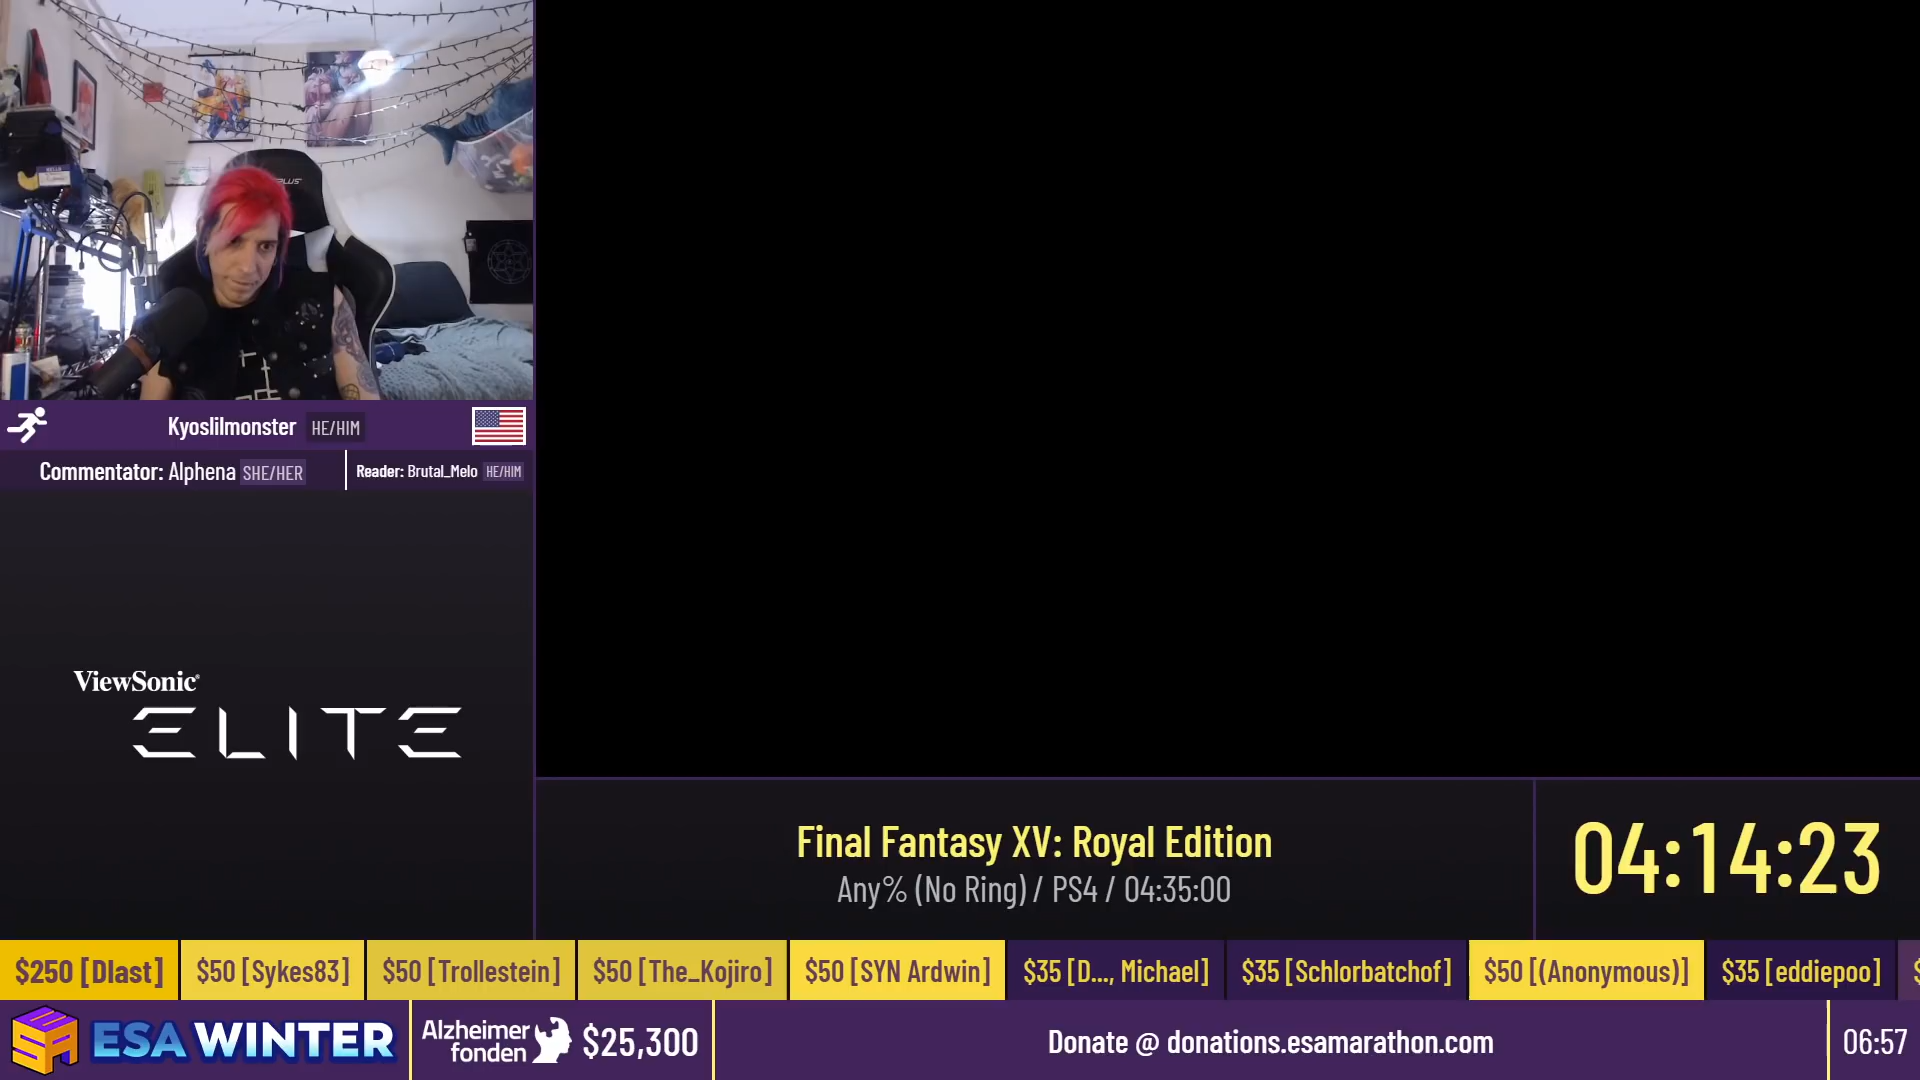 Kyoslilmonster HE/HIM
Commentator: Alphena SHE/HER
Reader: Brutal_Melo HE/HIM
ViewSonic
ELITE
Final Fantasy XV: Royal Edition
Any% (No Ring) / PS4 / 04:35:00
04:14:23
$250 [Dlast]
$50 [Sykes83]
$50 [Trollestein]
$50 [The_Kojiro]
$50 [SYN Ardwin]
$35 [D..., Michael]
$35 [Schlorbatchof]
$50 [(Anonymous)]
$35 [eddiepoo]
ESA WINTER
Alzheimer
fonden
$25,300
Donate @ donations.esamarathon.com
06:57